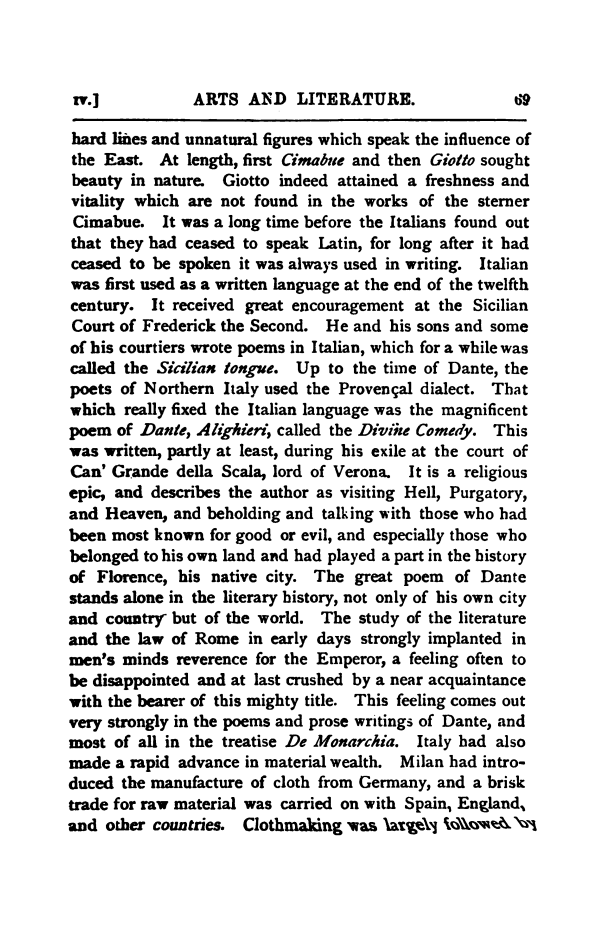 IV.] ARTS AND LITERATURE. 69
hard lines and unnatural figures which speak the influence of
the East. At length, first Cimabue and then Giotto sought
beauty in nature. Giotto indeed attained a freshness and
vitality which are not found in the works of the sterner
Cimabue. It was a long time before the Italians found out
that they had ceased to speak Latin, for long after it had
ceased to be spoken it was always used in writing. Italian
was first used as a written language at the end of the twelfth
century. It received great encouragement at the Sicilian
Court of Frederick the Second. He and his sons and some
of his courtiers wrote poems in Italian, which for a while was
called the Sicilian tongue. Up to the time of Dante, the
poets of Northern Italy used the Provençal dialect. That
which really fixed the Italian language was the magnificent
poem of Dante, Alighieri, called the Divine Comedy. This
was written, partly at least, during his exile at the court of
Can' Grande della Scala, lord of Verona. It is a religious
epic, and describes the author as visiting Hell, Purgatory,
and Heaven, and beholding and talking with those who had
been most known for good or evil, and especially those who
belonged to his own land and had played a part in the history
of Florence, his native city. The great poem of Dante
stands alone in the literary history, not only of his own city
and country but of the world. The study of the literature
and the law of Rome in early days strongly implanted in
men's minds reverence for the Emperor, a feeling often to
be disappointed and at last crushed by a near acquaintance
with the bearer of this mighty title. This feeling comes out
very strongly in the poems and prose writings of Dante, and
most of all in the treatise De Monarchia. Italy had also
made a rapid advance in material wealth. Milan had intro-
duced the manufacture of cloth from Germany, and a brisk
trade for raw material was carried on with Spain, England,
and other countries. Clothmaking was largely followed by